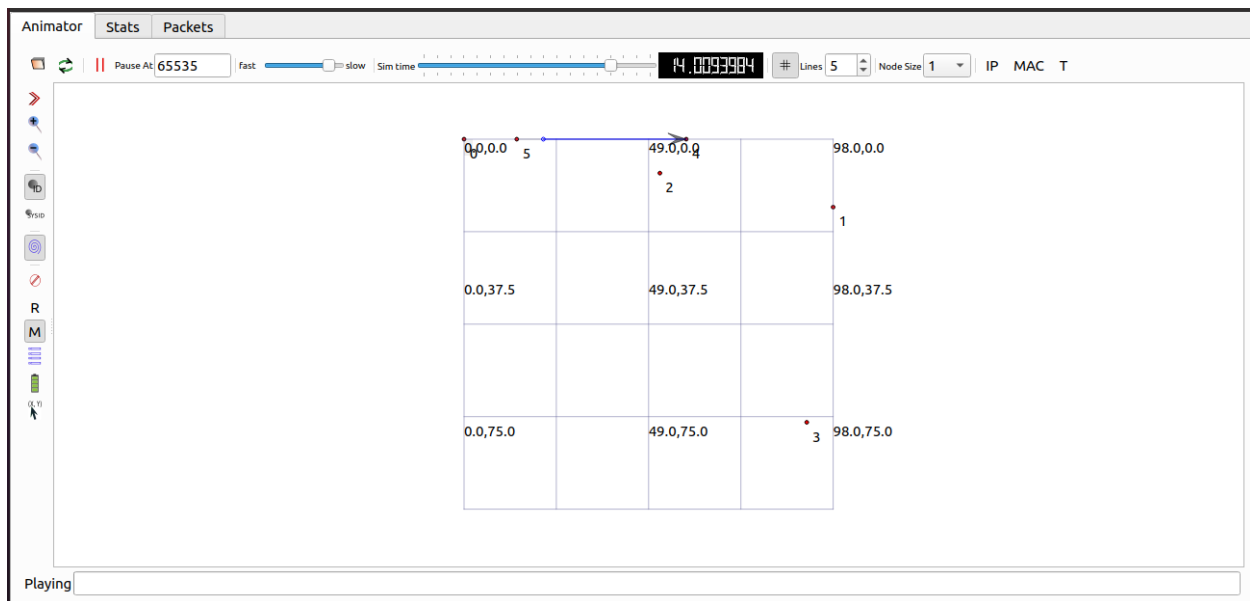 Animator Stats Packets
Pause At 65535 fast slow Sim time 14.0093984 # Lines 5 Node Size 1 IP MAC T
ID
SYSID
R
M
(X, Y)
0.0,0.0 49.0,0.0 98.0,0.0
0 5 4
2
1
0.0,37.5 49.0,37.5 98.0,37.5
0.0,75.0 49.0,75.0 98.0,75.0
3
Playing